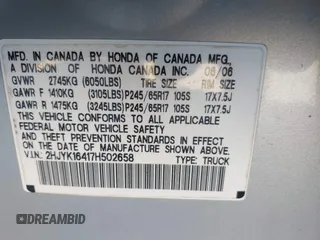 MFD. IN CANADA BY HONDA OF CANADA MFG.,
A DIVISION OF HONDA CANADA INC. 06/06
GVWR 2745KG (6050LBS) TIRE SIZE RIM SIZE
GAWR F 1410KG (3105LBS)P245/65R17 105S 17X7.5J
GAWR R 1475KG (3245LBS)P245/65R17 105S 17X7.5J
THIS VEHICLE CONFORMS TO ALL APPLICABLE
FEDERAL MOTOR VEHICLE SAFETY
AND THEFT PREVENTION STANDARDS IN EFFECT
ON THE DATE OF MANUFACTURE SHOWN ABOVE.
V.I.N.: 2HJYK16417H502658 TYPE: TRUCK
DREAMBID